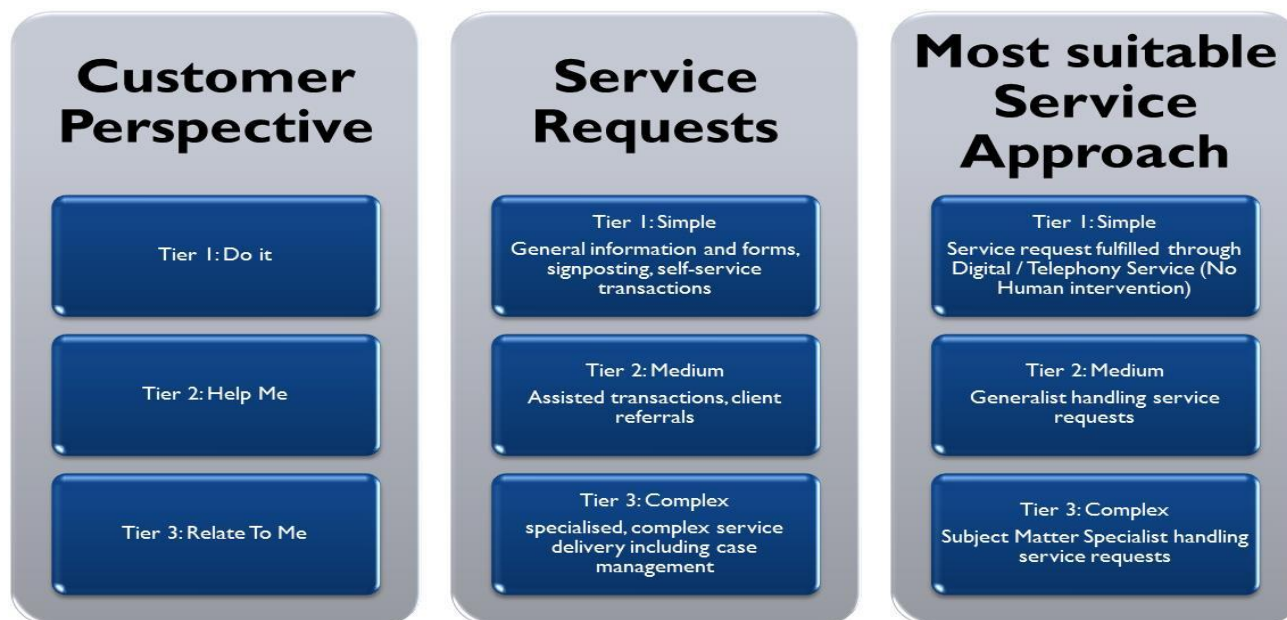 Customer
Perspective
Tier 1: Do it
Tier 2: Help Me
Tier 3: Relate To Me
Service
Requests
Tier 1: Simple
General information and forms,
signposting, self-service
transactions
Tier 2: Medium
Assisted transactions, client
referrals
Tier 3: Complex
specialised, complex service
delivery including case
management
Most suitable
Service
Approach
Tier 1: Simple
Service request fulfilled through
Digital / Telephony Service (No
Human intervention)
Tier 2: Medium
Generalist handling service
requests
Tier 3: Complex
Subject Matter Specialist handling
service requests